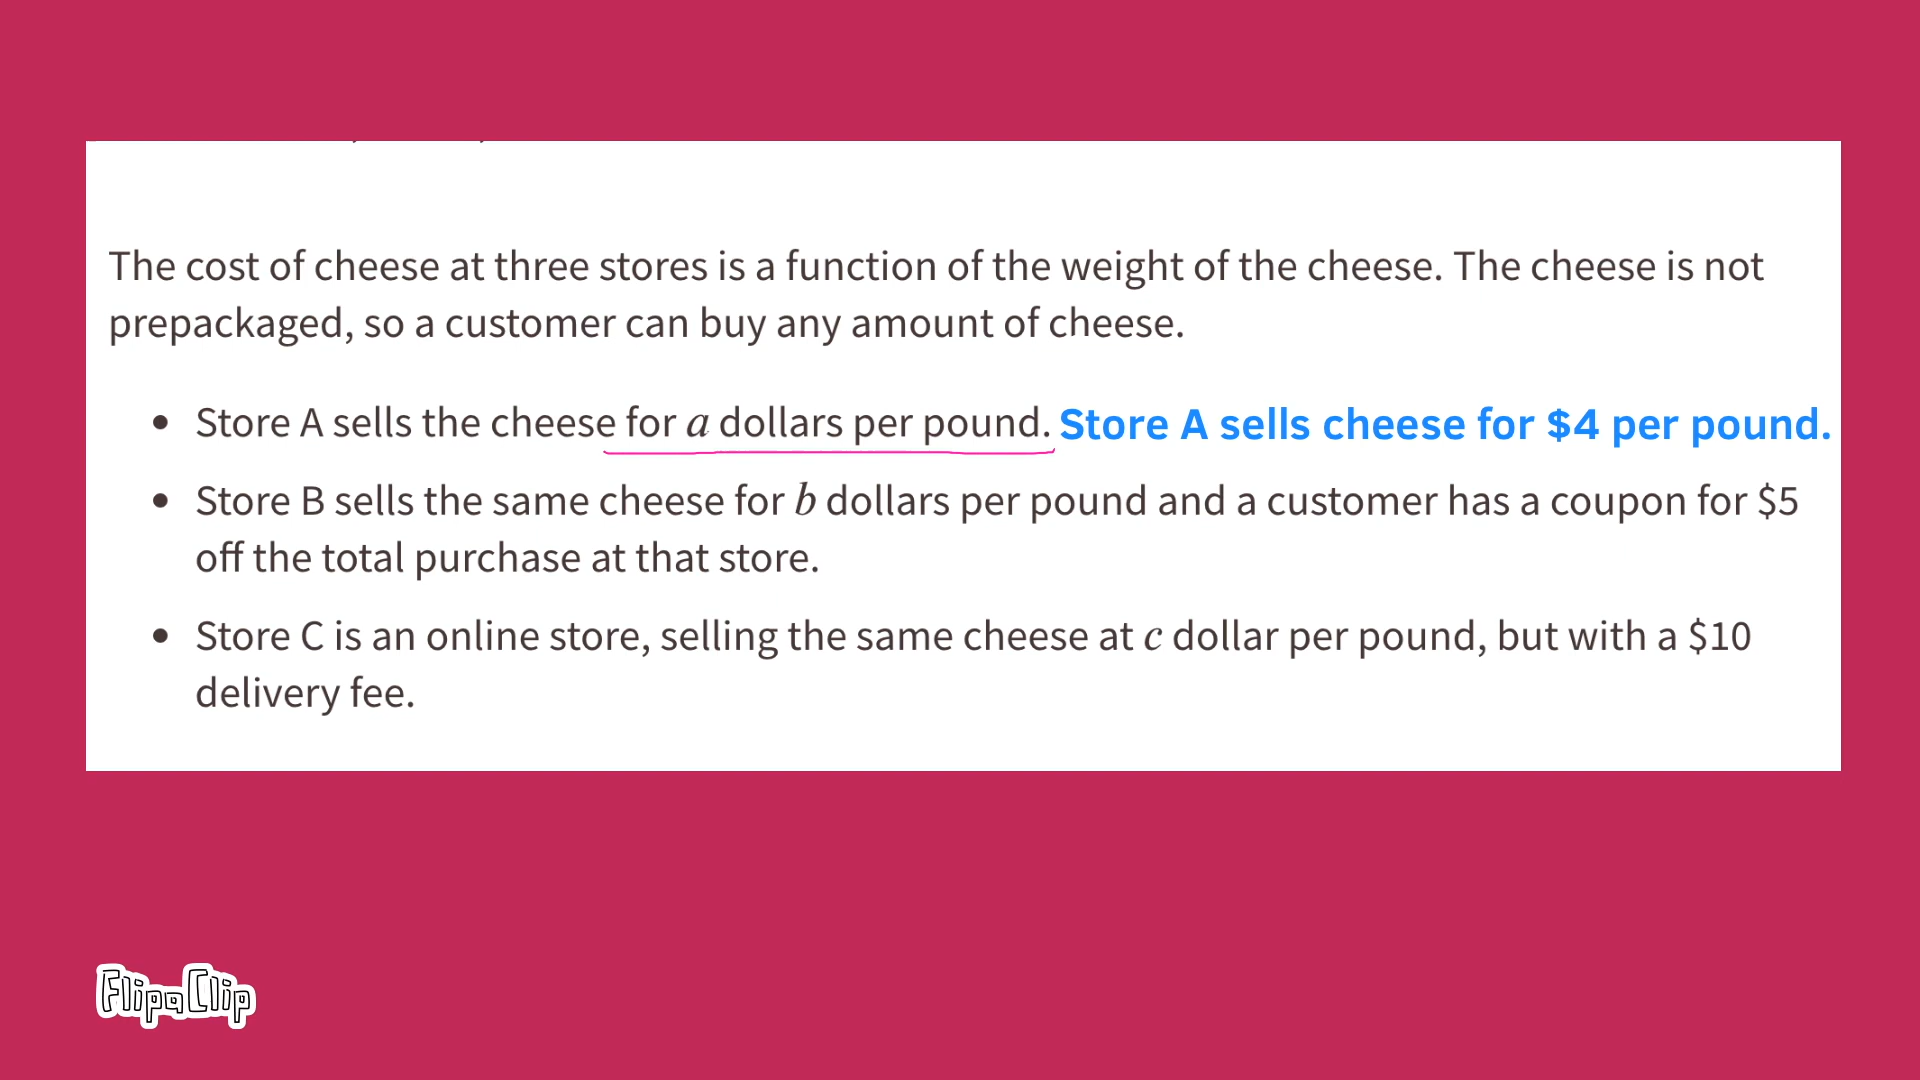 The cost of cheese at three stores is a function of the weight of the cheese. The cheese is not
prepackaged, so a customer can buy any amount of cheese.
• Store A sells the cheese for a dollars per pound. Store A sells cheese for $4 per pound.
• Store B sells the same cheese for b dollars per pound and a customer has a coupon for $5
off the total purchase at that store.
• Store C is an online store, selling the same cheese at c dollar per pound, but with a $10
delivery fee.
FlipaClip